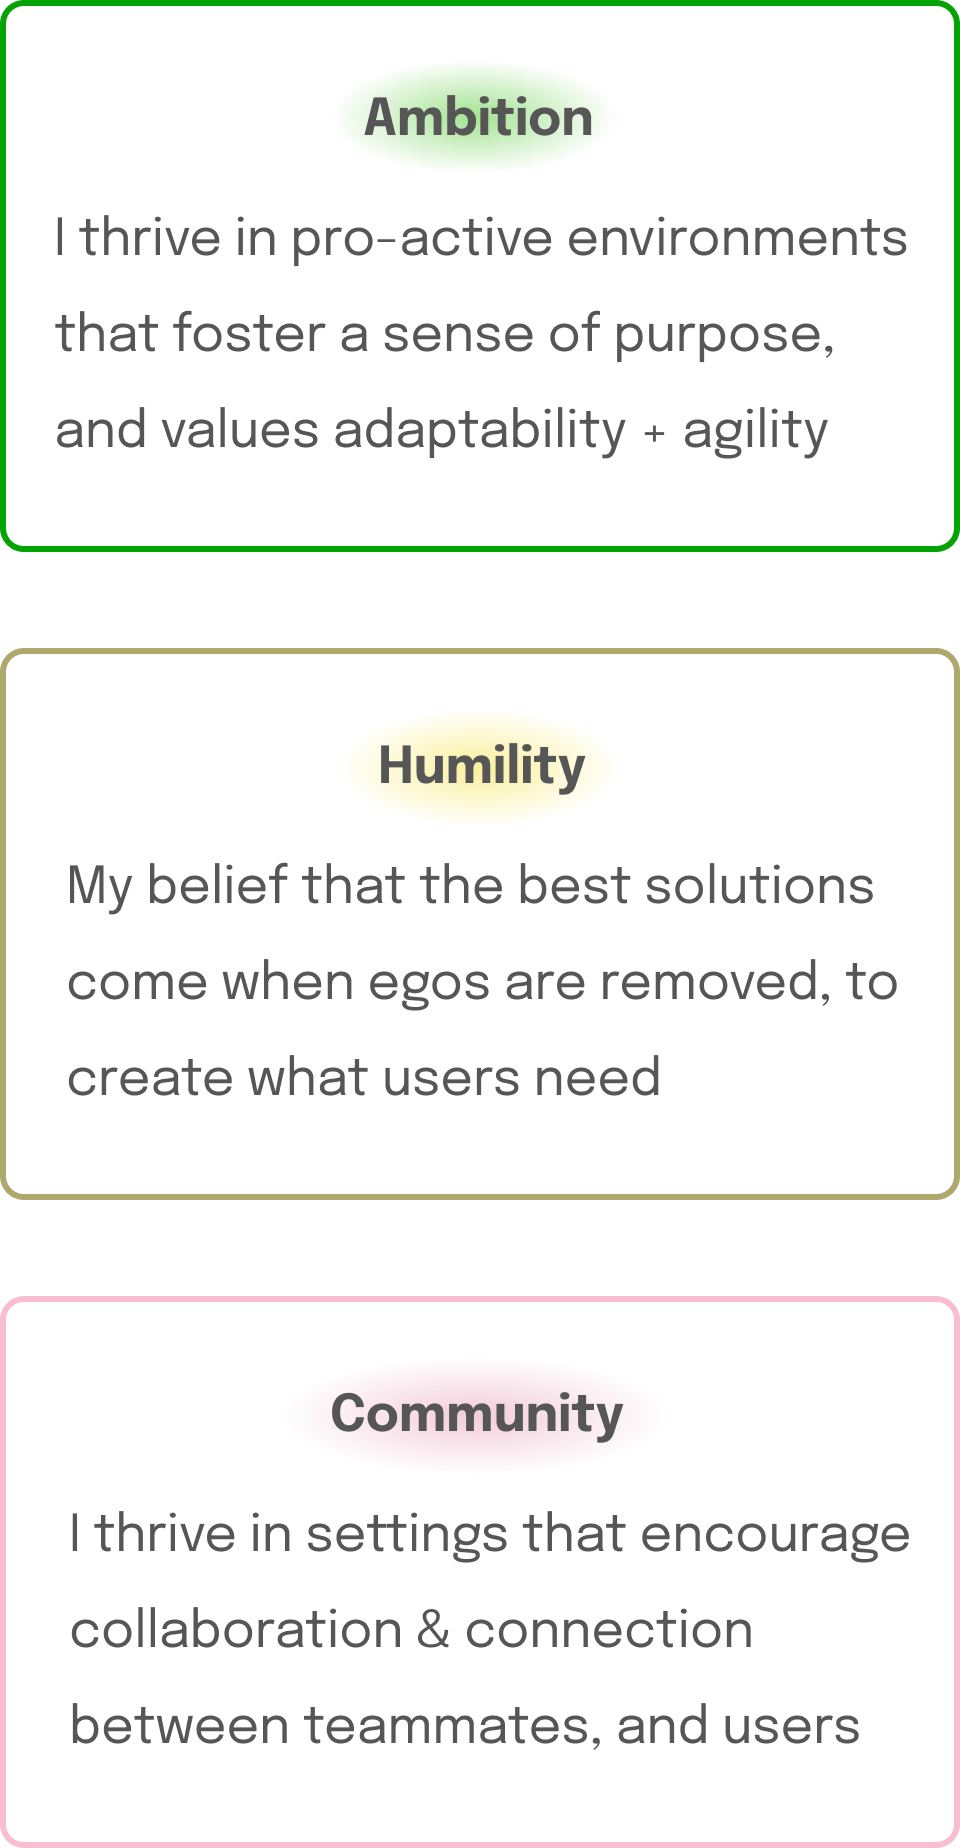 Ambition
I thrive in pro-active environments
that foster a sense of purpose,
and values adaptability + agility
Humility
My belief that the best solutions
come when egos are removed, to
create what users need
Community
I thrive in settings that encourage
collaboration & connection
between teammates, and users